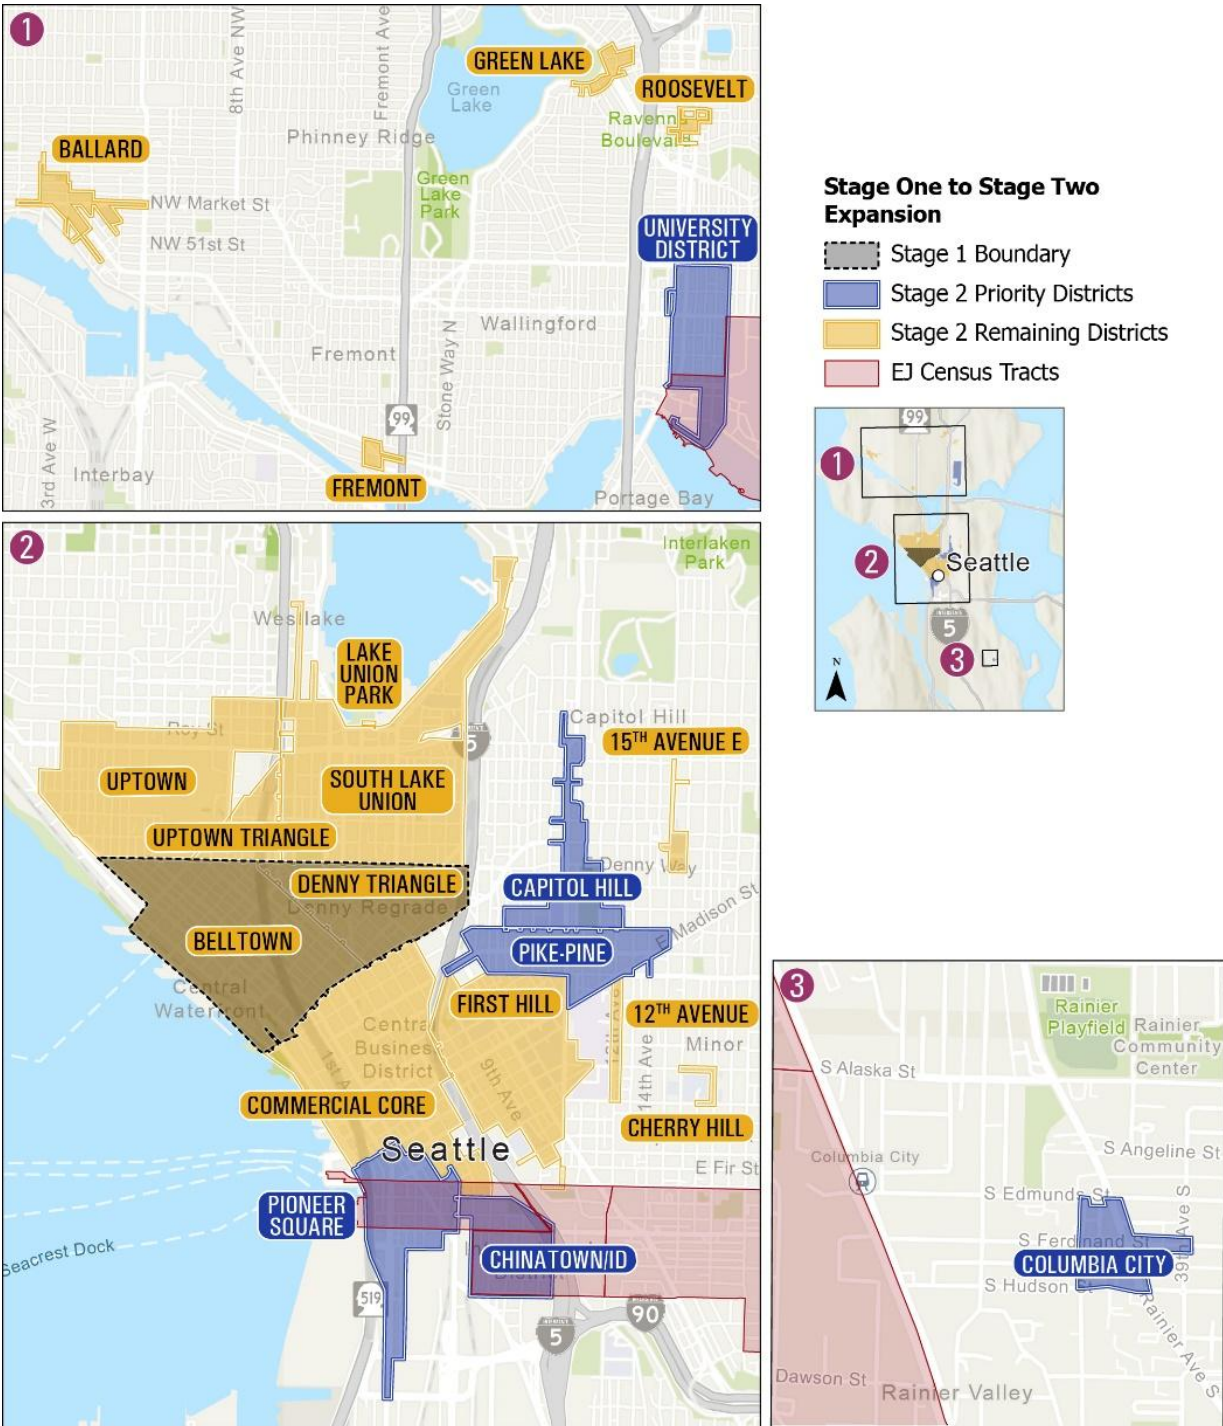 1
8th Ave NW
Fremont Ave
GREEN LAKE
Green
Lake
ROOSEVELT
Ravenna
Boulevard
Phinney Ridge
BALLARD
Green
Lake
Park
NW Market St
NW 51st St
UNIVERSITY
DISTRICT
Wallingford
Fremont
Stone Way N
99
3rd Ave W
Interbay
FREMONT
Portage Bay
Stage One to Stage Two
Expansion
Stage 1 Boundary
Stage 2 Priority Districts
Stage 2 Remaining Districts
EJ Census Tracts
99
1
2
Seattle
5
3
N
2
Interlaken
Park
Westlake
LAKE
UNION
PARK
Roy St
5
Capitol Hill
15TH AVENUE E
UPTOWN
SOUTH LAKE
UNION
UPTOWN TRIANGLE
Denny Way
DENNY TRIANGLE
Denny Regrade
CAPITOL HILL
E Madison St
BELLTOWN
PIKE-PINE
Central
Waterfront
FIRST HILL
12TH AVENUE
Central
Business
District
Minor
1st A
9th Ave
14th Ave
COMMERCIAL CORE
CHERRY HILL
Seattle
E Fir St
PIONEER
SQUARE
Seacrest Dock
CHINATOWN/ID
District
519
5
90
3
Rainier
Playfield
Rainier
Community
Center
S Alaska St
S Angeline St
Columbia City
S Edmunds St
S Ferdinand St
39th Ave S
COLUMBIA CITY
S Hudson St
Rainier Ave S
Dawson St
Rainier Valley